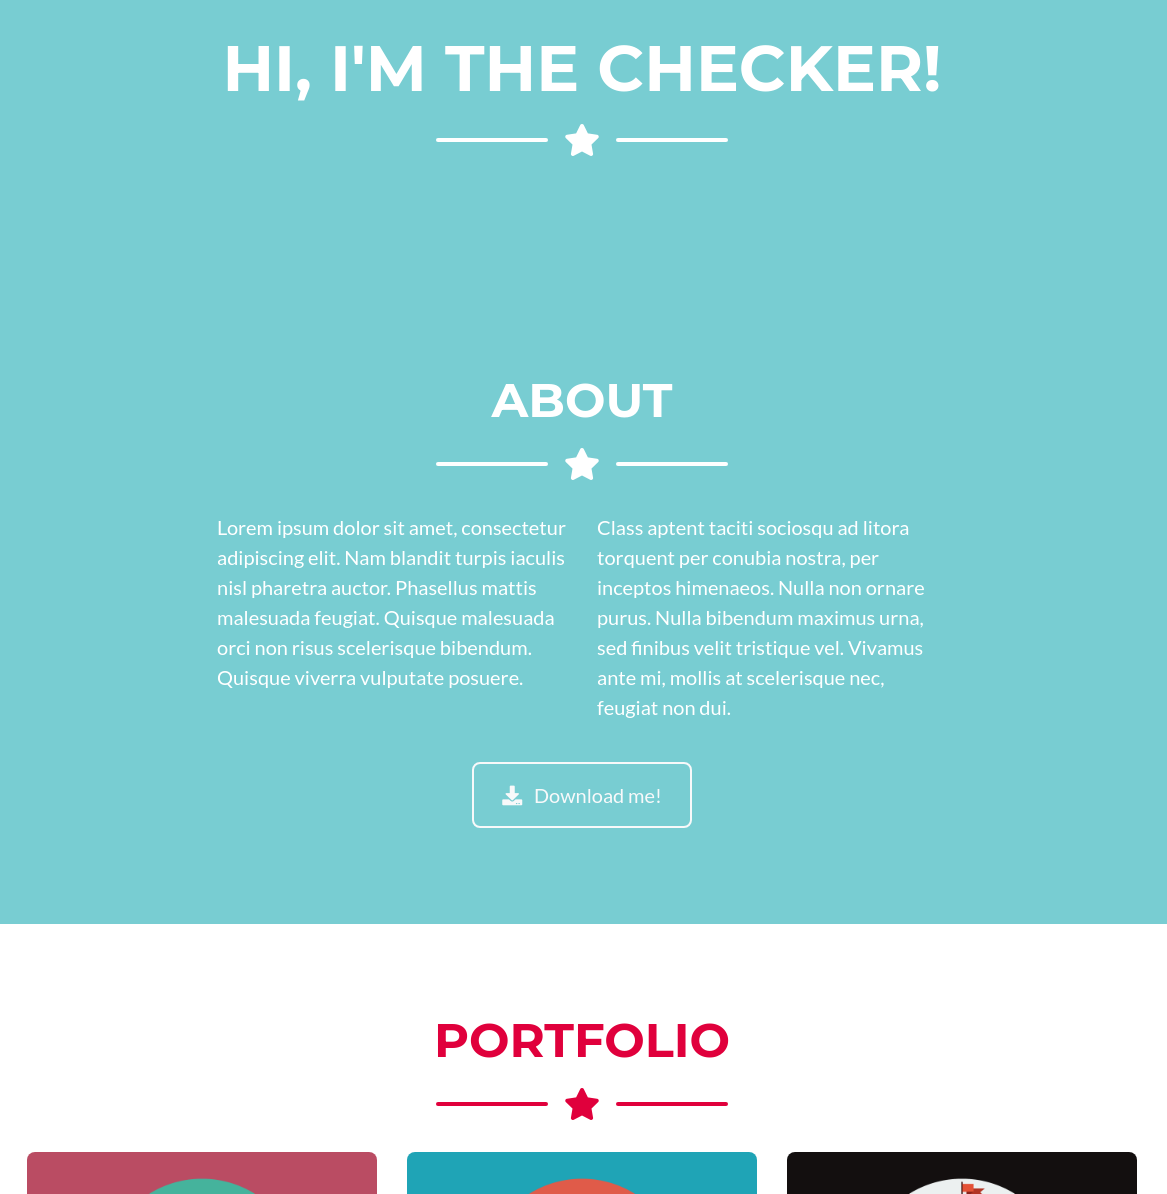 HI, I'M THE CHECKER!
ABOUT
Lorem ipsum dolor sit amet, consectetur
adipiscing elit. Nam blandit turpis iaculis
nisl pharetra auctor. Phasellus mattis
malesuada feugiat. Quisque malesuada
orci non risus scelerisque bibendum.
Quisque viverra vulputate posuere.
Class aptent taciti sociosqu ad litora
torquent per conubia nostra, per
inceptos himenaeos. Nulla non ornare
purus. Nulla bibendum maximus urna,
sed finibus velit tristique vel. Vivamus
ante mi, mollis at scelerisque nec,
feugiat non dui.
Download me!
PORTFOLIO